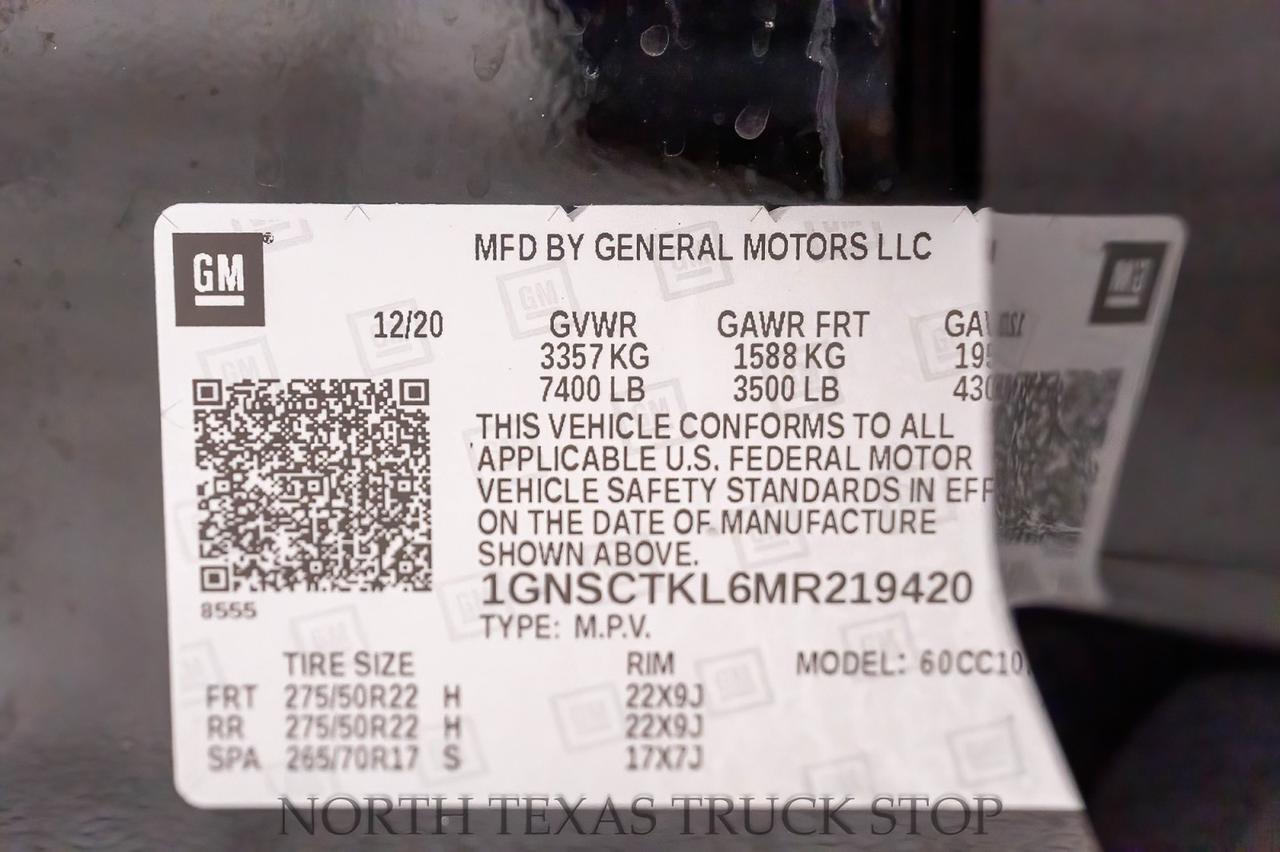 GM
MFD BY GENERAL MOTORS LLC
12/20 GVWR GAWR FRT
3357 KG 1588 KG
7400 LB 3500 LB
THIS VEHICLE CONFORMS TO ALL
APPLICABLE U.S. FEDERAL MOTOR
VEHICLE SAFETY STANDARDS IN
ON THE DATE OF MANUFACTURE
SHOWN ABOVE.
1GNSCTKL6MR219420
8555
TYPE: M.P.V.
TIRE SIZE RIM MODEL: 60CC10
FRT 275/50R22 H 22X9J
RR 275/50R22 H 22X9J
SPA 265/70R17 S 17X7J
NORTH TEXAS TRUCK STOP